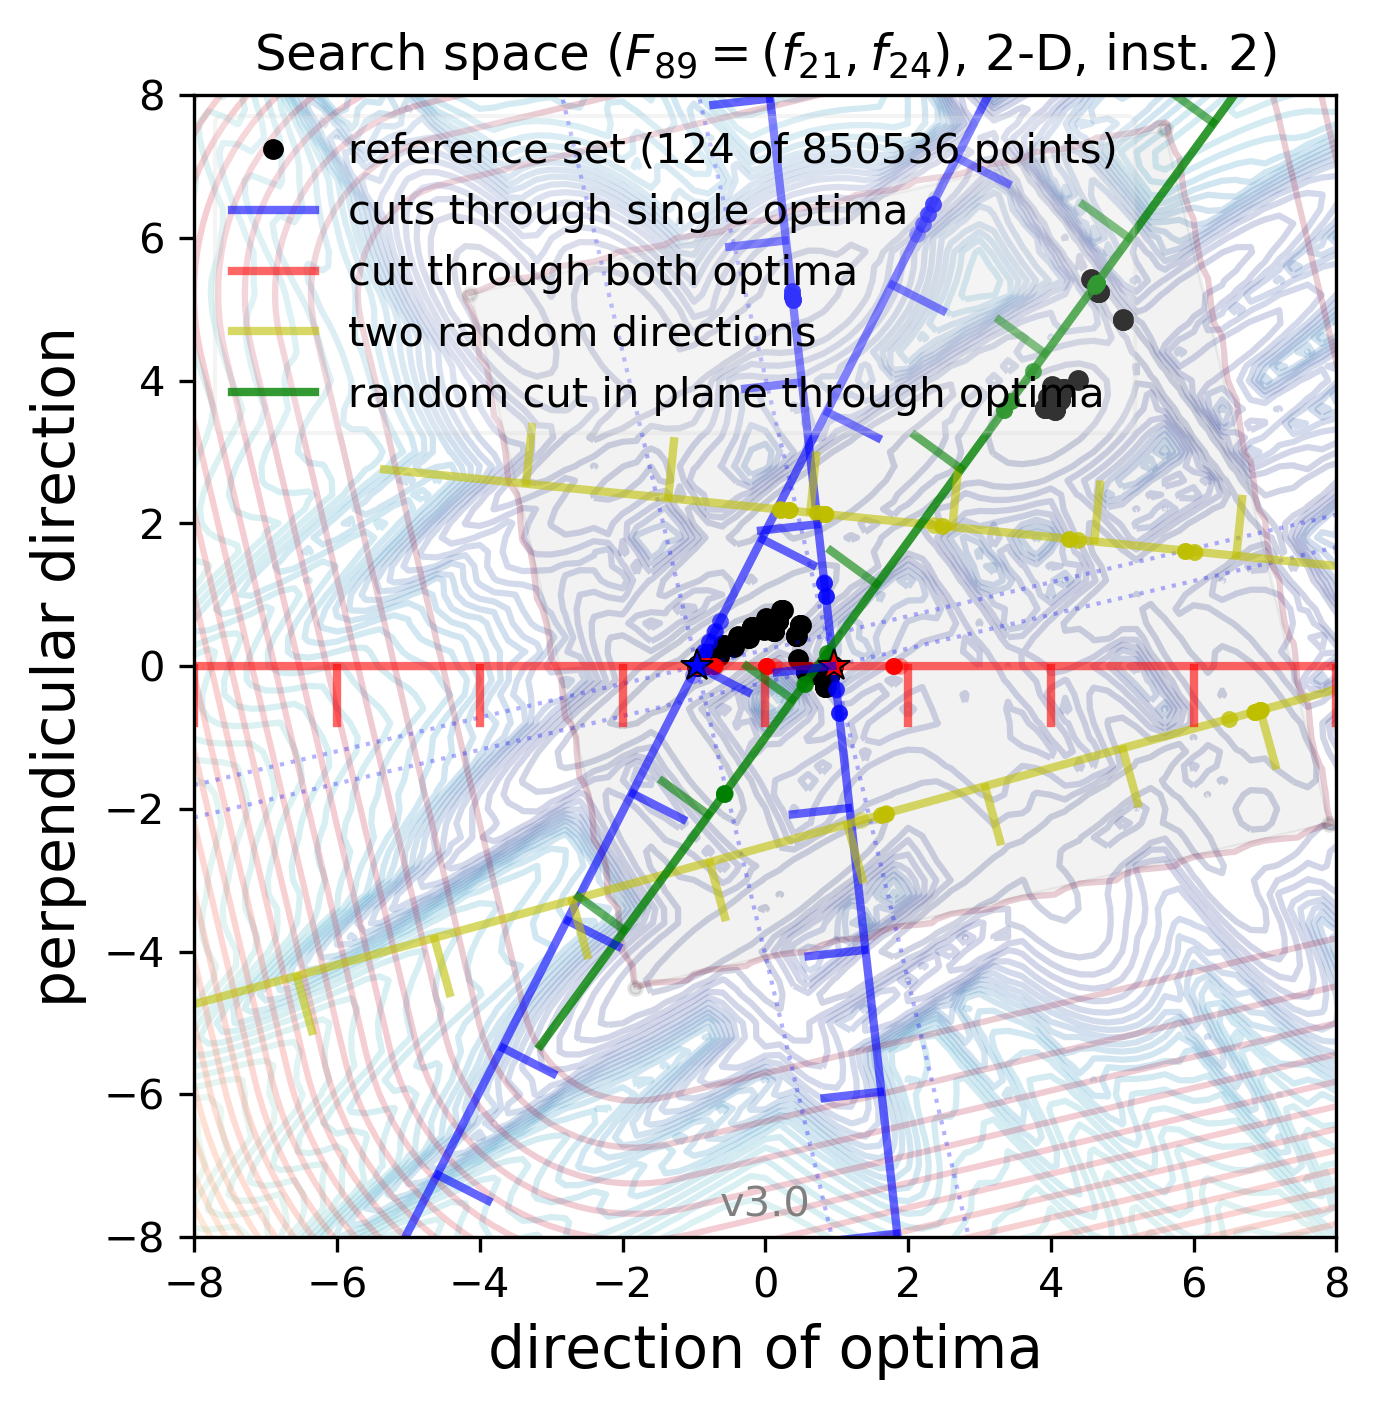 Search space (F₈₉ = (f₂₁, f₂₄), 2-D, inst. 2)
reference set (124 of 850536 points)
cuts through single optima
cut through both optima
two random directions
random cut in plane through optima
8
6
4
2
0
−2
−4
−6
−8
perpendicular direction
v3.0
−8 −6 −4 −2 0 2 4 6 8
direction of optima